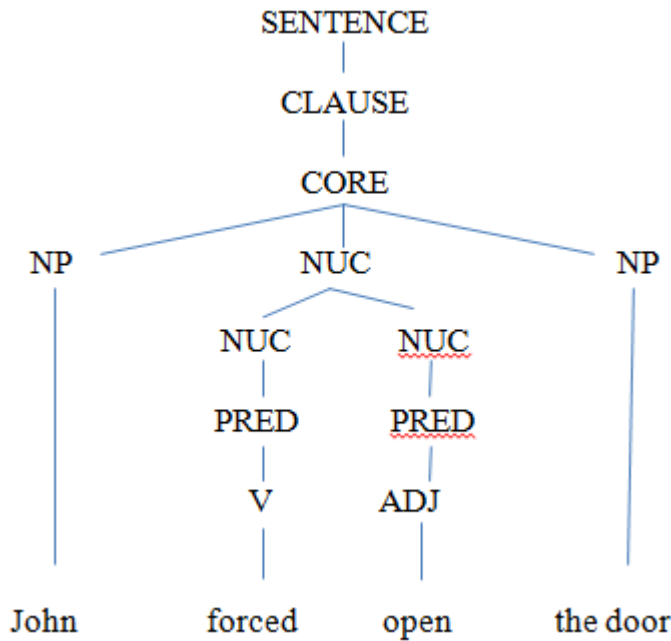 SENTENCE
CLAUSE
CORE
NP NUC NP
NUC NUC
PRED PRED
V ADJ
John forced open the door